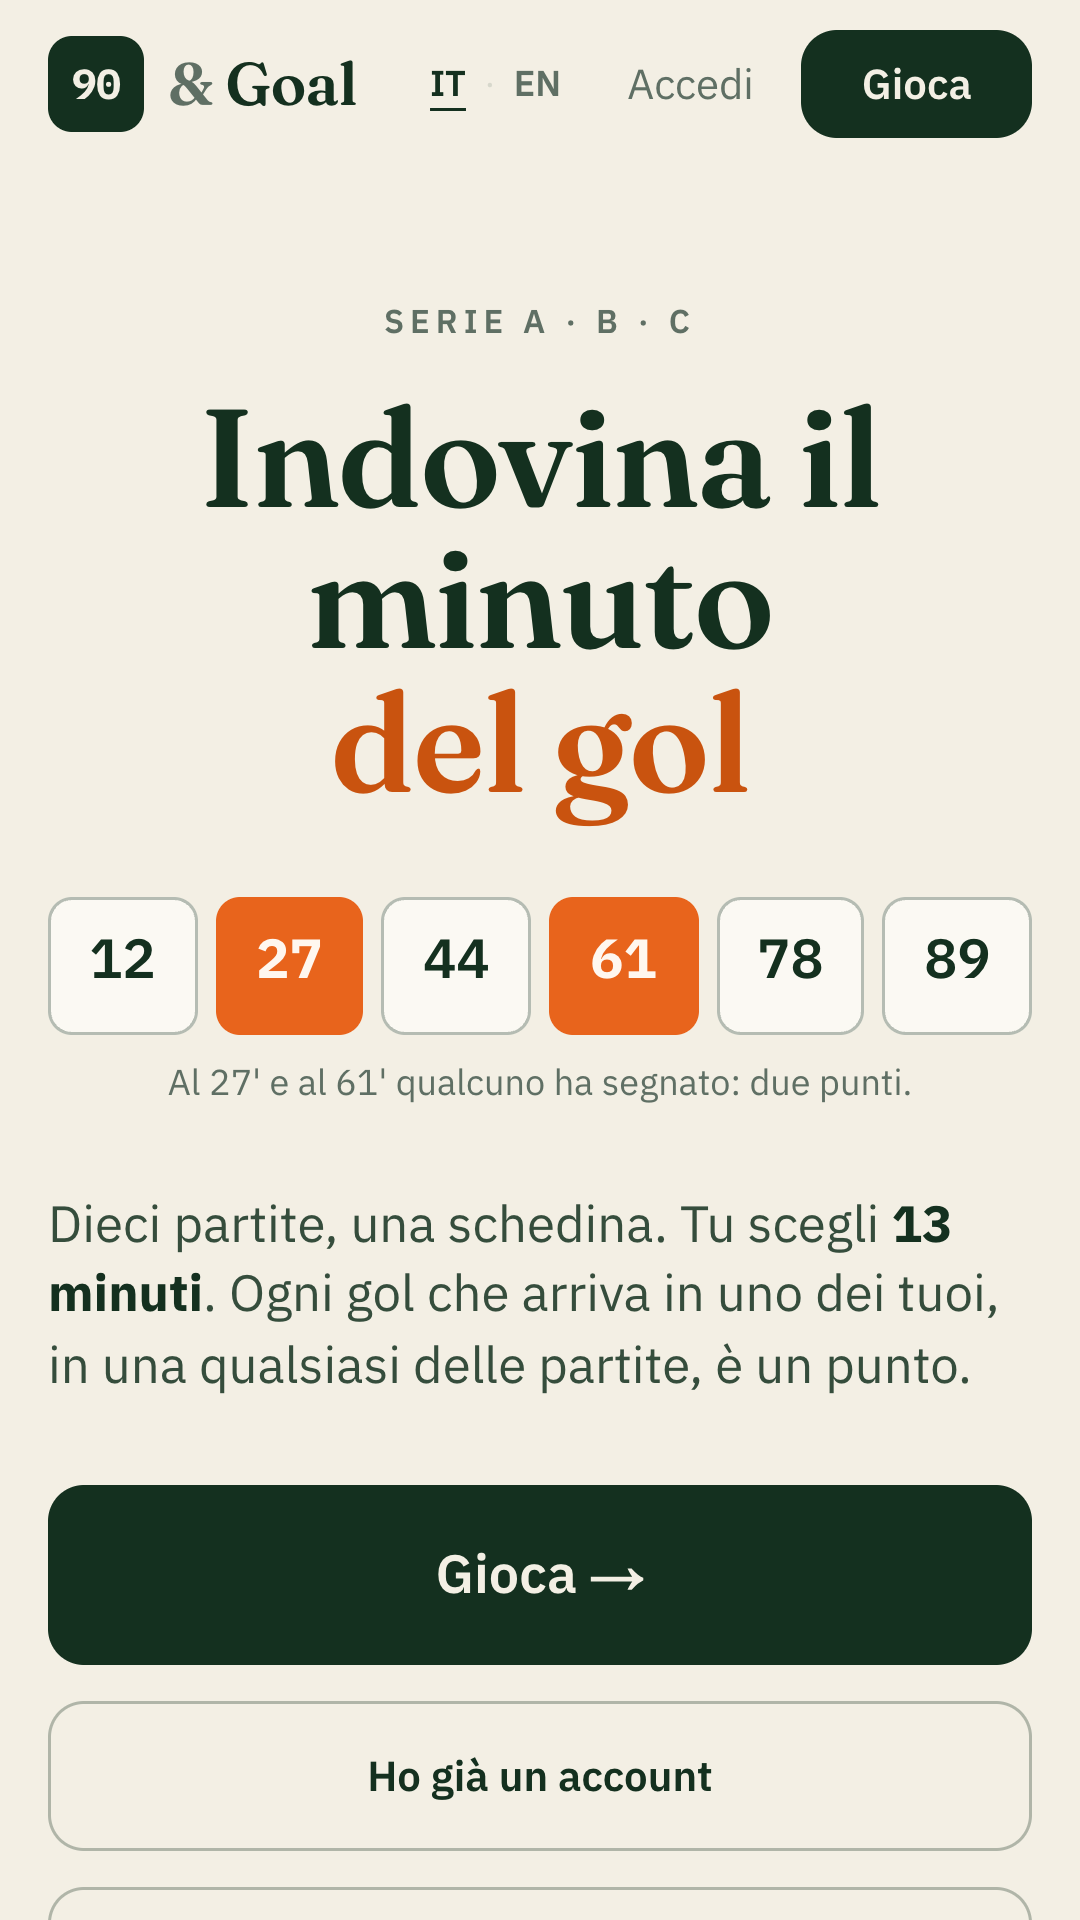 90 & Goal IT · EN Accedi Gioca
SERIE A · B · C
Indovina il
minuto
del gol
12 27 44 61 78 89
Al 27' e al 61' qualcuno ha segnato: due punti.
Dieci partite, una schedina. Tu scegli 13
minuti. Ogni gol che arriva in uno dei tuoi,
in una qualsiasi delle partite, è un punto.
Gioca →
Ho già un account